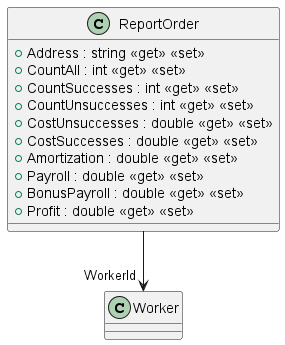 C ReportOrder
Address : string «get» «set»
CountAll : int «get» «set»
CountSuccesses : int «get» «set»
CountUnsuccesses : int «get» «set»
CostUnsuccesses : double «get» «set»
CostSuccesses : double «get» «set»
Amortization : double «get» «set»
Payroll : double «get» «set»
BonusPayroll : double «get» «set»
Profit : double «get» «set»
WorkerId
C Worker